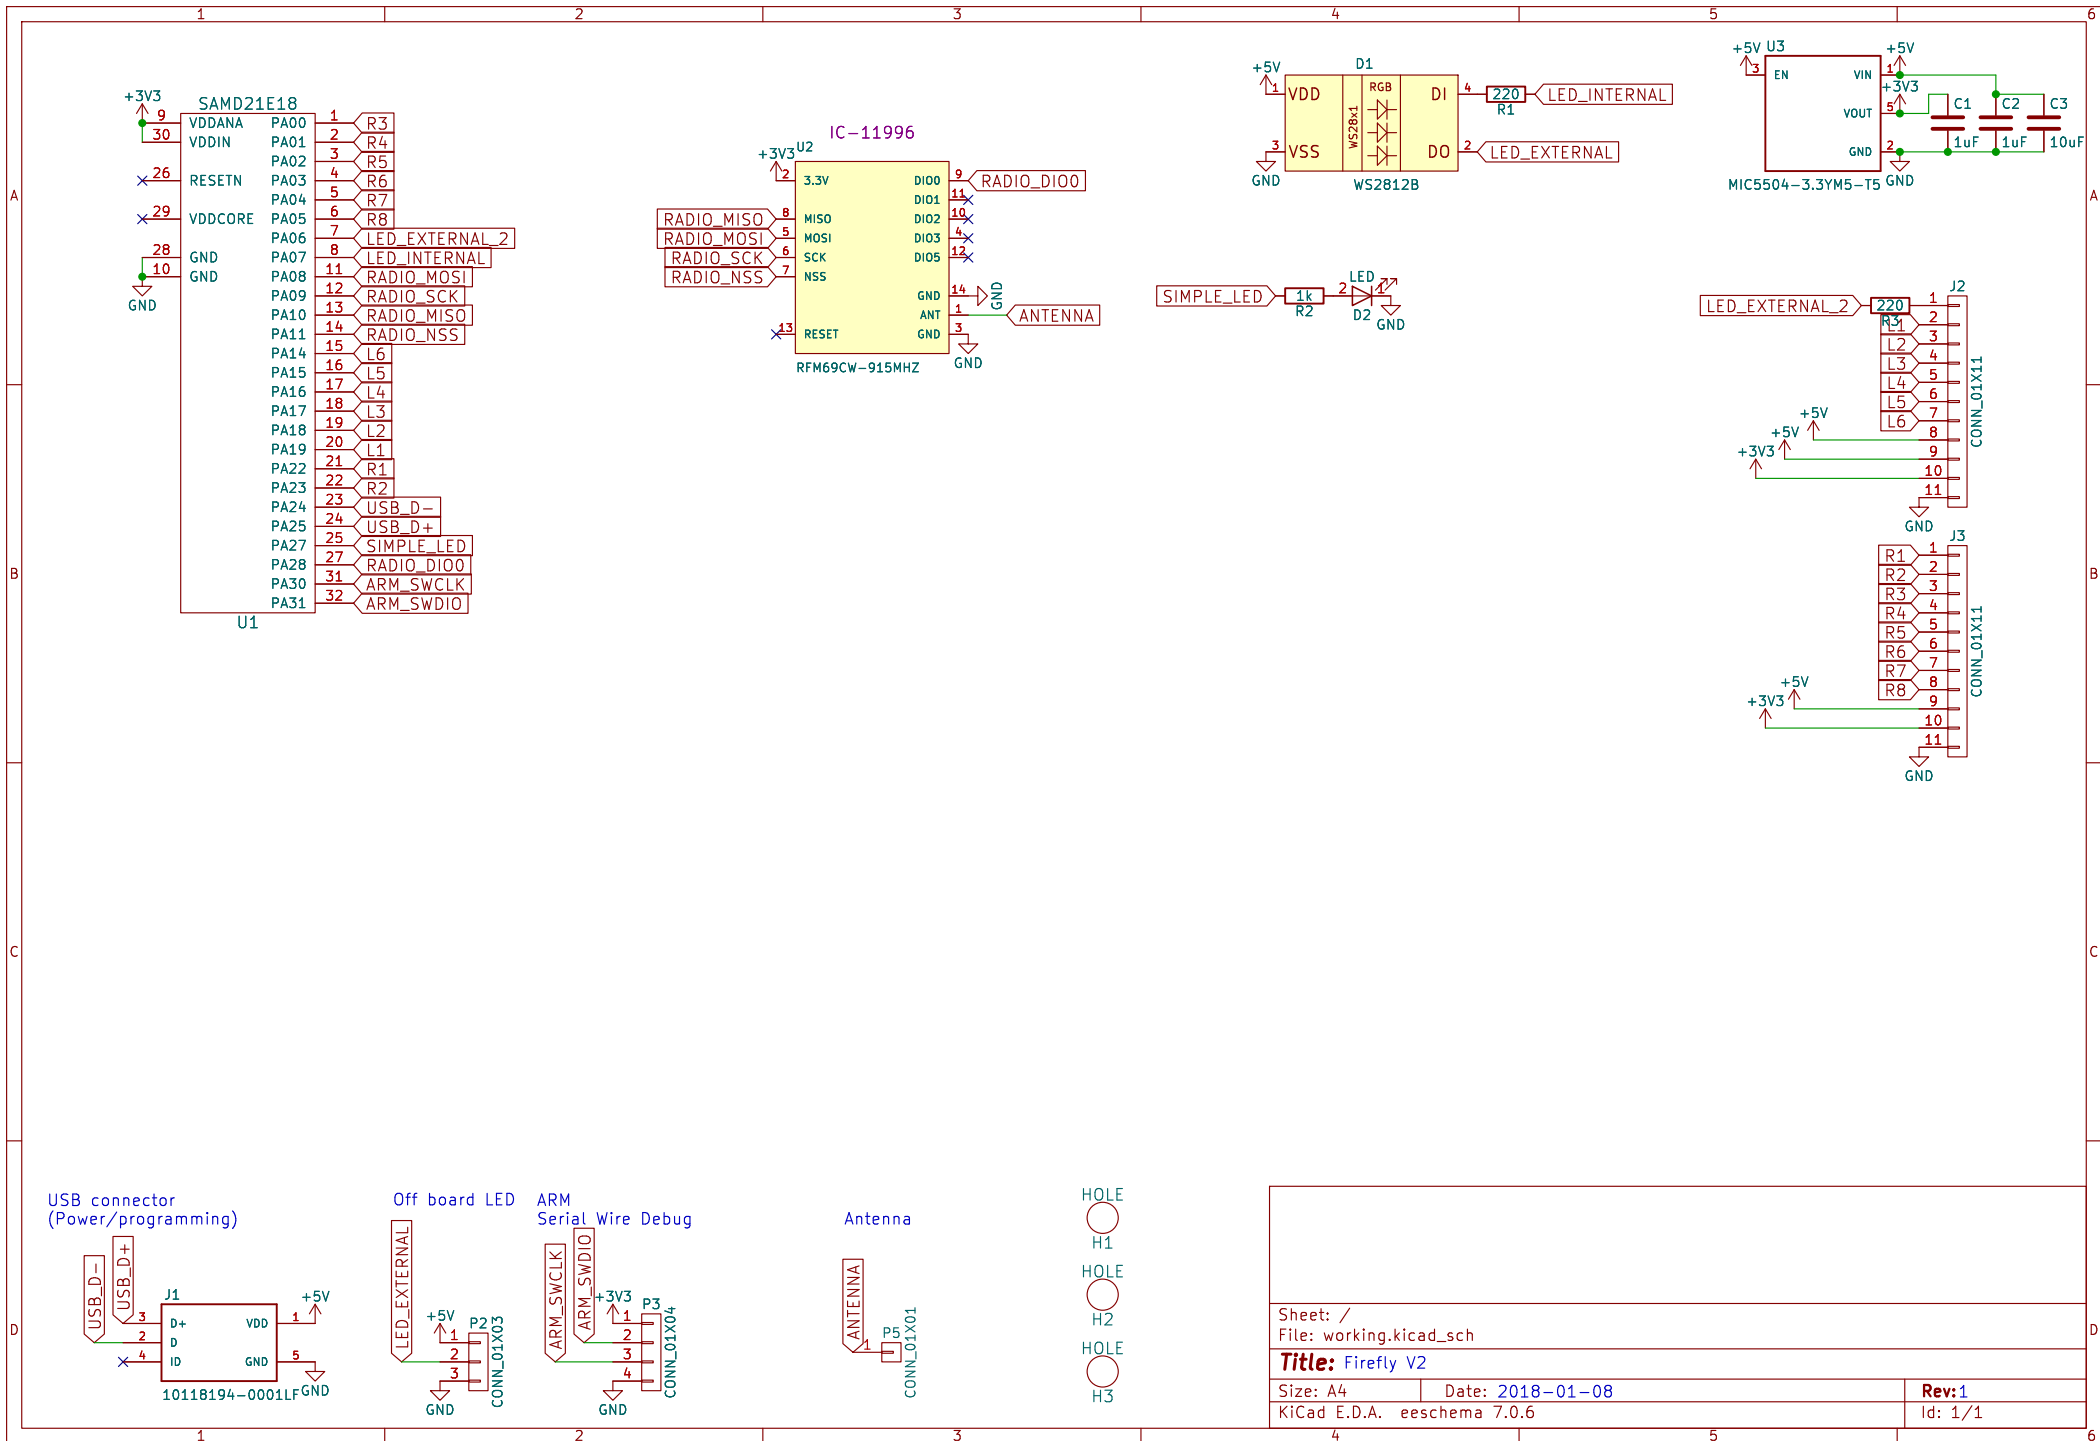 1 2 3 4 5 6
A B C D
SAMD21E18
+3V3
9 VDDANA
30 VDDIN
26 RESETN
29 VDDCORE
28 GND
10 GND
GND
PA00 1 R3
PA01 2 R4
PA02 3 R5
PA03 4 R6
PA04 5 R7
PA05 6 R8
PA06 7 LED_EXTERNAL_2
PA07 8 LED_INTERNAL
PA08 11 RADIO_MOSI
PA09 12 RADIO_SCK
PA10 13 RADIO_MISO
PA11 14 RADIO_NSS
PA14 15 L6
PA15 16 L5
PA16 17 L4
PA17 18 L3
PA18 19 L2
PA19 20 L1
PA22 21 R1
PA23 22 R2
PA24 23 USB_D-
PA25 24 USB_D+
PA27 25 SIMPLE_LED
PA28 27 RADIO_DIO0
PA30 31 ARM_SWCLK
PA31 32 ARM_SWDIO
U1
IC-11996
U2
+3V3
2 3.3V
RADIO_MISO 8 MISO
RADIO_MOSI 5 MOSI
RADIO_SCK 6 SCK
RADIO_NSS 7 NSS
13 RESET
DIO0 9 RADIO_DIO0
DIO1 11
DIO2 10
DIO3 4
DIO5 12
GND 14 GND
ANT 1 ANTENNA
GND 3
GND
RFM69CW-915MHZ
D1
+5V
1 VDD
3 VSS
GND
WS28x1
RGB
DI 4 220 LED_INTERNAL
R1
DO 2 LED_EXTERNAL
WS2812B
SIMPLE_LED 1k 2 LED 1
R2 D2 GND
+5V U3 +5V
3 EN VIN 1
+3V3
VOUT 5
GND 2
GND
MIC5504-3.3YM5-T5
C1 C2 C3
1uF 1uF 10uF
J2
LED_EXTERNAL_2 220 1
R3
L1 2
L2 3
L3 4
L4 5
L5 6
L6 7
+5V 8
+5V 9
+3V3 10
11
GND
CONN_01X11
J3
R1 1
R2 2
R3 3
R4 4
R5 5
R6 6
R7 7
R8 8
+5V 9
+3V3 10
11
GND
CONN_01X11
USB connector
(Power/programming)
USB_D-
USB_D+
J1
3 D+
2 D
4 ID
VDD 1 +5V
GND 5
GND
10118194-0001LF
Off board LED
LED_EXTERNAL
+5V
P2
1
2
3
GND
CONN_01X03
ARM
Serial Wire Debug
ARM_SWCLK
ARM_SWDIO
+3V3
P3
1
2
3
4
GND
CONN_01X04
Antenna
ANTENNA
1
P5
CONN_01X01
HOLE
H1
HOLE
H2
HOLE
H3
Sheet: /
File: working.kicad_sch
Title: Firefly V2
Size: A4 Date: 2018-01-08 Rev:1
KiCad E.D.A. eeschema 7.0.6 Id: 1/1
A B C D
1 2 3 4 5 6